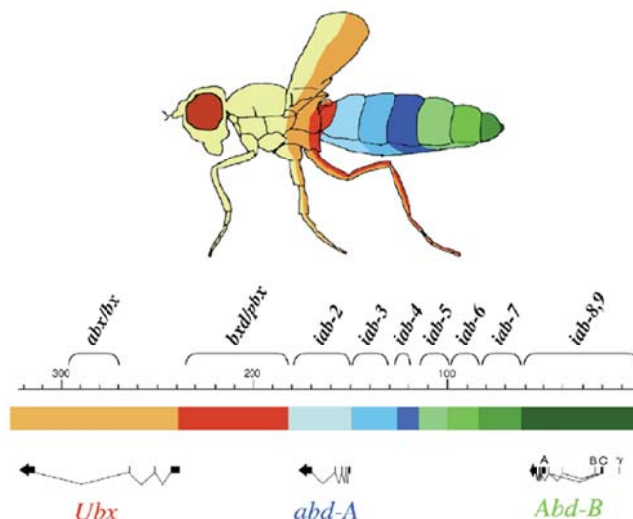 abx/bx bxd/pbx iab-2 iab-3 iab-4 iab-5 iab-6 iab-7 iab-8,9
300 200 100
A B C γ
Ubx abd-A Abd-B